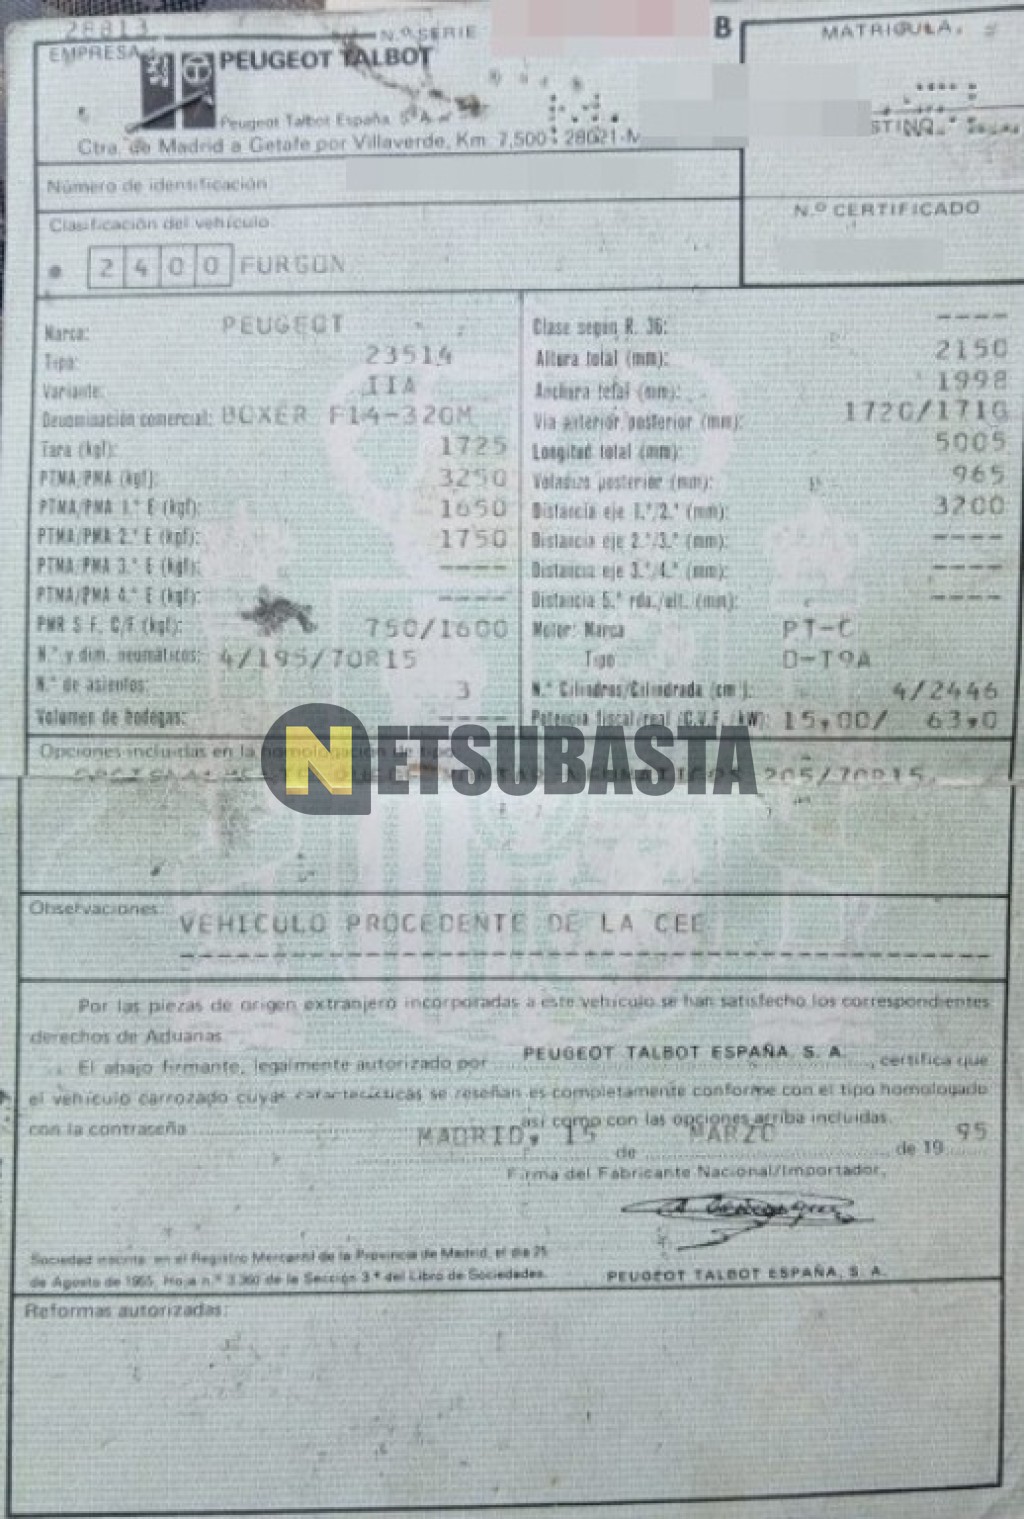 28813
N.º SERIE
B
MATRICULA.
EMPRESA
PEUGEOT TALBOT
Peugeot Talbot España, S. A.
Ctra. de Madrid a Getafe por Villaverde, Km. 7,500 - 28021-M
Número de identificación
N.º CERTIFICADO
Clasificación del vehículo
2400 FURGON
Marca: PEUGEOT
Tipo: 23514
Variante: IIA
Denominación comercial: BOXER F14-320M
Tara (kgf): 1725
PTMA/PMA (kgf): 3250
PTMA/PMA 1.º E (kgf): 1650
PTMA/PMA 2.º E (kgf): 1750
PTMA/PMA 3.º E (kgf): ----
PTMA/PMA 4.º E (kgf): ----
PMR S F, C/F (kgf): 750/1600
N.º y dim. neumáticos: 4/195/70R15
N.º de asientos: 3
Volumen de bodegas: ----
Clase según R. 36: ----
Altura total (mm): 2150
Anchura total (mm): 1998
Vía anterior posterior (mm): 1720/1710
Longitud total (mm): 5005
Voladizo posterior (mm): 965
Distancia eje 1.º/2.º (mm): 3200
Distancia eje 2.º/3.º (mm): ----
Distancia eje 3.º/4.º (mm): ----
Distancia 5.ª rda./elt. (mm): ----
Motor: Marca PT-C
Tipo D-T9A
N.º Cilindros/Cilindrada (cm³): 4/2446
Potencia fiscal/real (C.V.F./kW): 15,00/ 63,0
Opciones incluidas en la homologación de tipo
MONTAR NEUMATICOS 205/70R15.
NETSUBASTA
Observaciones:
VEHICULO PROCEDENTE DE LA CEE
Por las piezas de origen extranjero incorporadas a este vehículo se han satisfecho los correspondientes
derechos de Aduanas.
El abajo firmante, legalmente autorizado por PEUGEOT TALBOT ESPAÑA, S. A. , certifica que
el vehículo carrozado cuyas características se reseñan es completamente conforme con el tipo homologado
con la contraseña
así como con las opciones arriba incluidas.
MADRID, 15 de MARZO de 19 95
Firma del Fabricante Nacional/Importador,
Sociedad inscrita en el Registro Mercantil de la Provincia de Madrid, el día 25
de Agosto de 1965, Hoja n.º 3.360 de la Sección 3.ª del Libro de Sociedades.
PEUGEOT TALBOT ESPAÑA, S. A.
Reformas autorizadas: